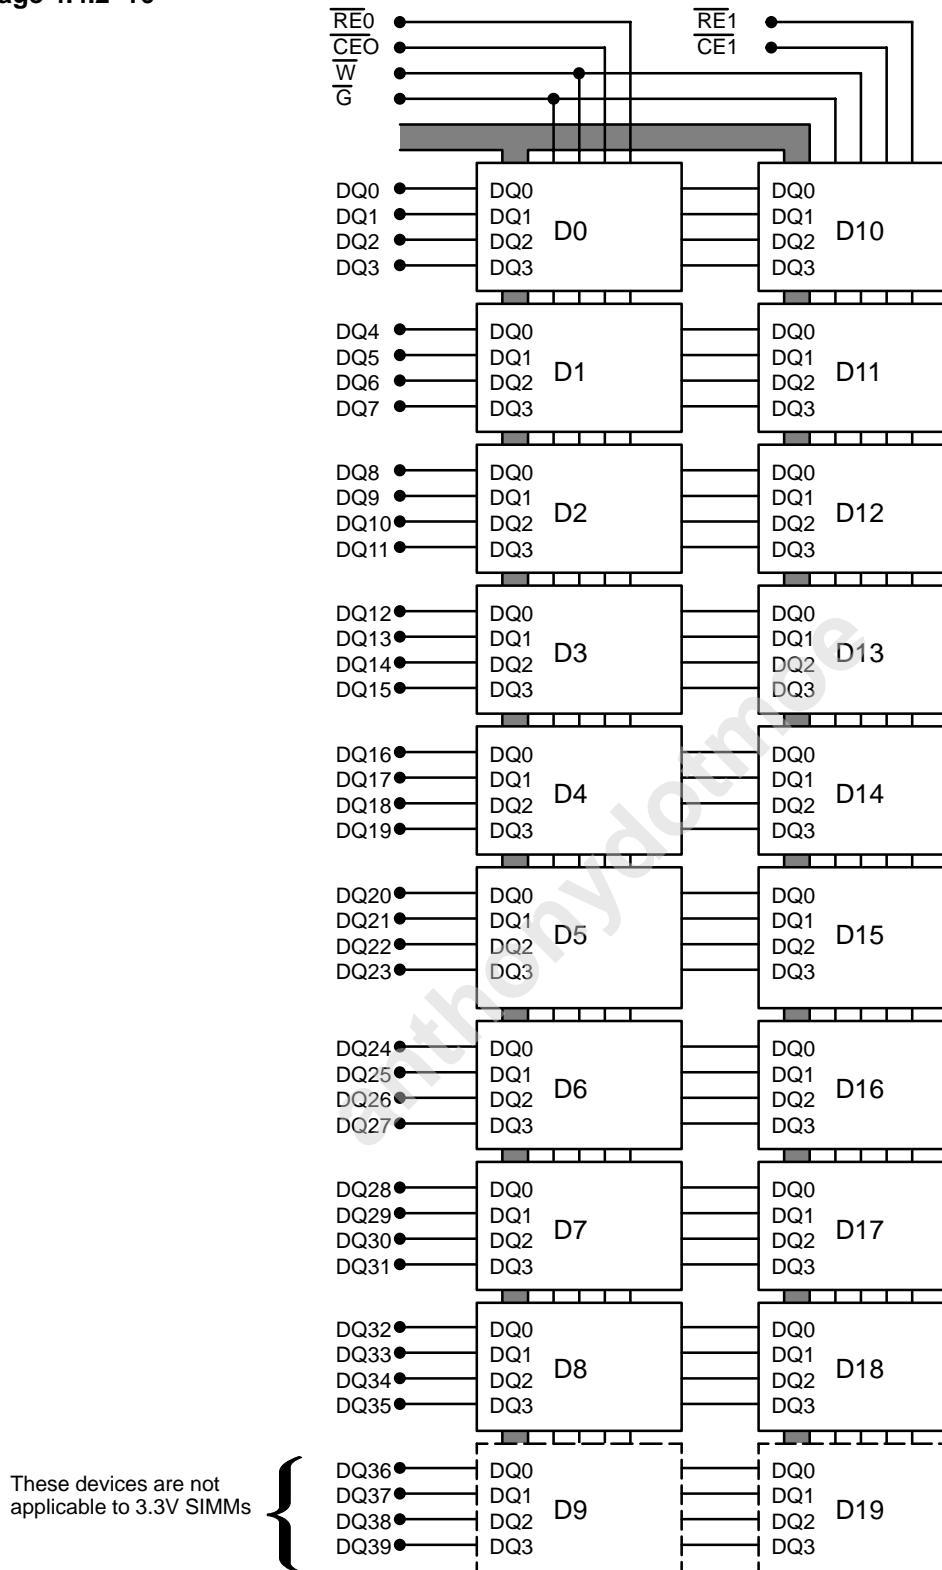 RE0 RE1
CEO CE1
W
G
DQ0 DQ0 DQ0
DQ1 DQ1 D0 DQ1 D10
DQ2 DQ2 DQ2
DQ3 DQ3 DQ3
DQ4 DQ0 DQ0
DQ5 DQ1 D1 DQ1 D11
DQ6 DQ2 DQ2
DQ7 DQ3 DQ3
DQ8 DQ0 DQ0
DQ9 DQ1 D2 DQ1 D12
DQ10 DQ2 DQ2
DQ11 DQ3 DQ3
DQ12 DQ0 DQ0
DQ13 DQ1 D3 DQ1 D13
DQ14 DQ2 DQ2
DQ15 DQ3 DQ3
DQ16 DQ0 DQ0
DQ17 DQ1 D4 DQ1 D14
DQ18 DQ2 DQ2
DQ19 DQ3 DQ3
DQ20 DQ0 DQ0
DQ21 DQ1 D5 DQ1 D15
DQ22 DQ2 DQ2
DQ23 DQ3 DQ3
DQ24 DQ0 DQ0
DQ25 DQ1 D6 DQ1 D16
DQ26 DQ2 DQ2
DQ27 DQ3 DQ3
DQ28 DQ0 DQ0
DQ29 DQ1 D7 DQ1 D17
DQ30 DQ2 DQ2
DQ31 DQ3 DQ3
DQ32 DQ0 DQ0
DQ33 DQ1 D8 DQ1 D18
DQ34 DQ2 DQ2
DQ35 DQ3 DQ3
DQ36 DQ0 DQ0
DQ37 DQ1 D9 DQ1 D19
DQ38 DQ2 DQ2
DQ39 DQ3 DQ3
These devices are not
applicable to 3.3V SIMMs
anthonydotmoe